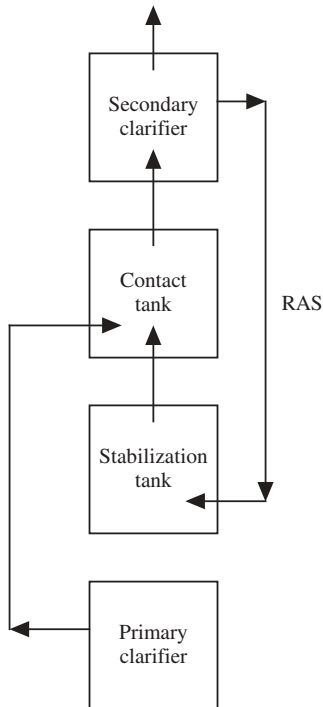 Secondary
clarifier
Contact
tank
RAS
Stabilization
tank
Primary
clarifier